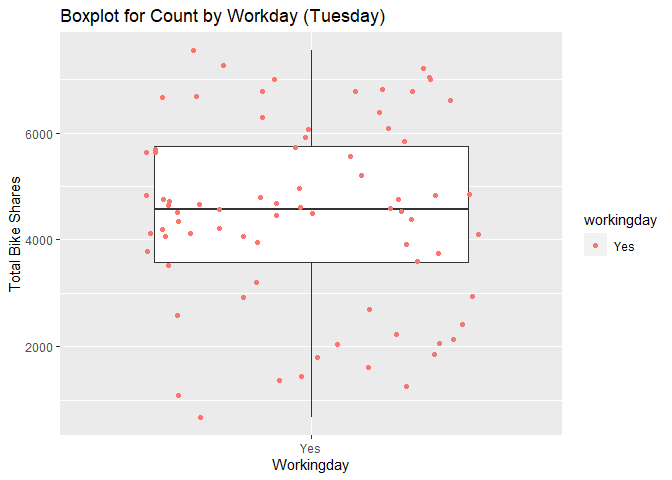 Boxplot for Count by Workday (Tuesday)
Total Bike Shares
6000
4000
2000
Yes
Workingday
workingday
Yes